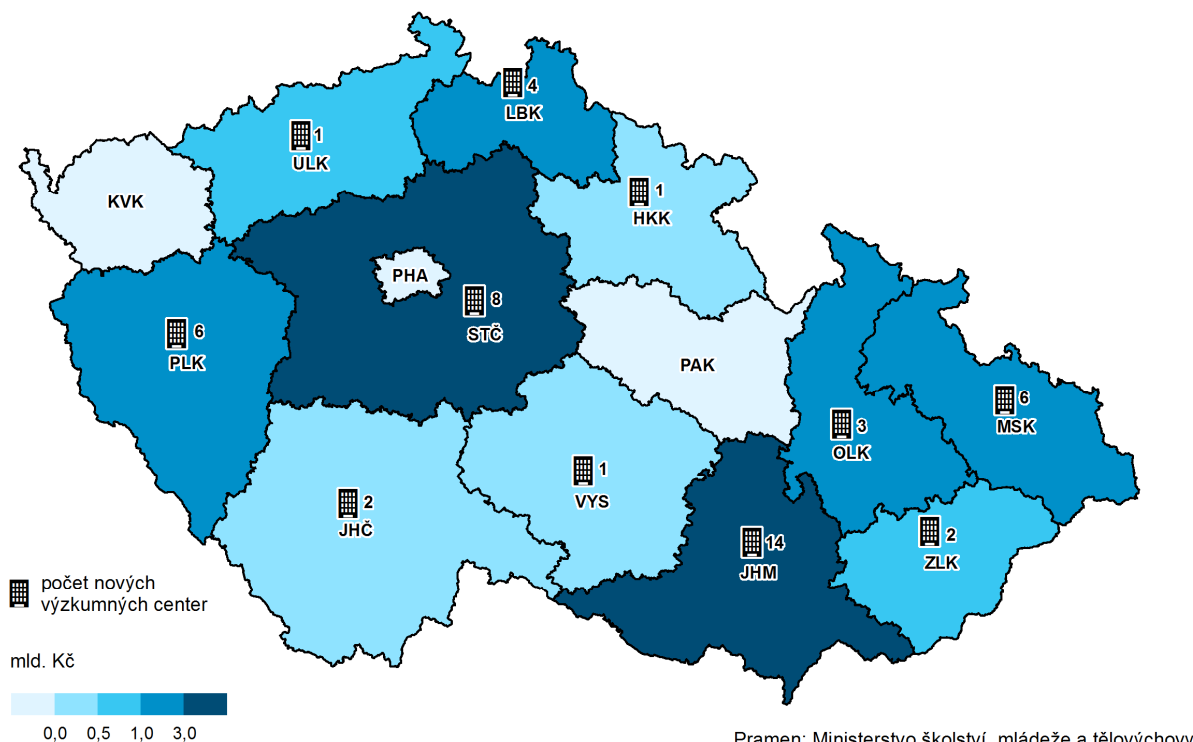 4
LBK
1
ULK
1
HKK
KVK
PHA
8
STČ
6
PLK
PAK
6
MSK
3
OLK
1
VYS
2
JHČ
14
JHM
2
ZLK
počet nových
výzkumných center
mld. Kč
0,0 0,5 1,0 3,0
Pramen: Ministerstvo školství, mládeže a tělovýchovy